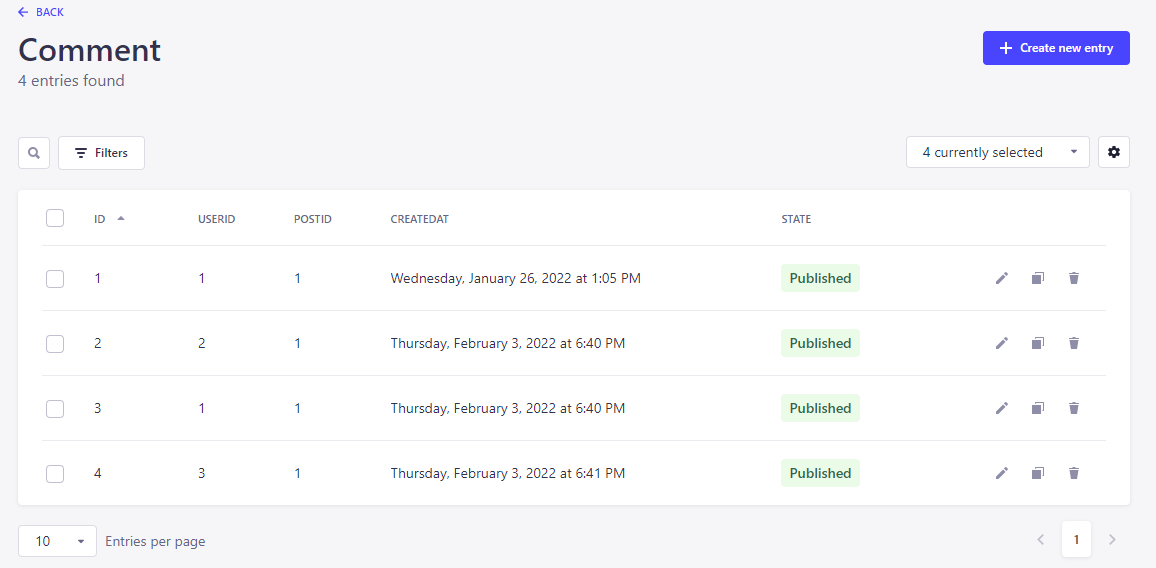 BACK
Comment
Create new entry
4 entries found
Filters
4 currently selected
ID USERID POSTID CREATEDAT STATE
1 1 1 Wednesday, January 26, 2022 at 1:05 PM Published
2 2 1 Thursday, February 3, 2022 at 6:40 PM Published
3 1 1 Thursday, February 3, 2022 at 6:40 PM Published
4 3 1 Thursday, February 3, 2022 at 6:41 PM Published
10 Entries per page
1